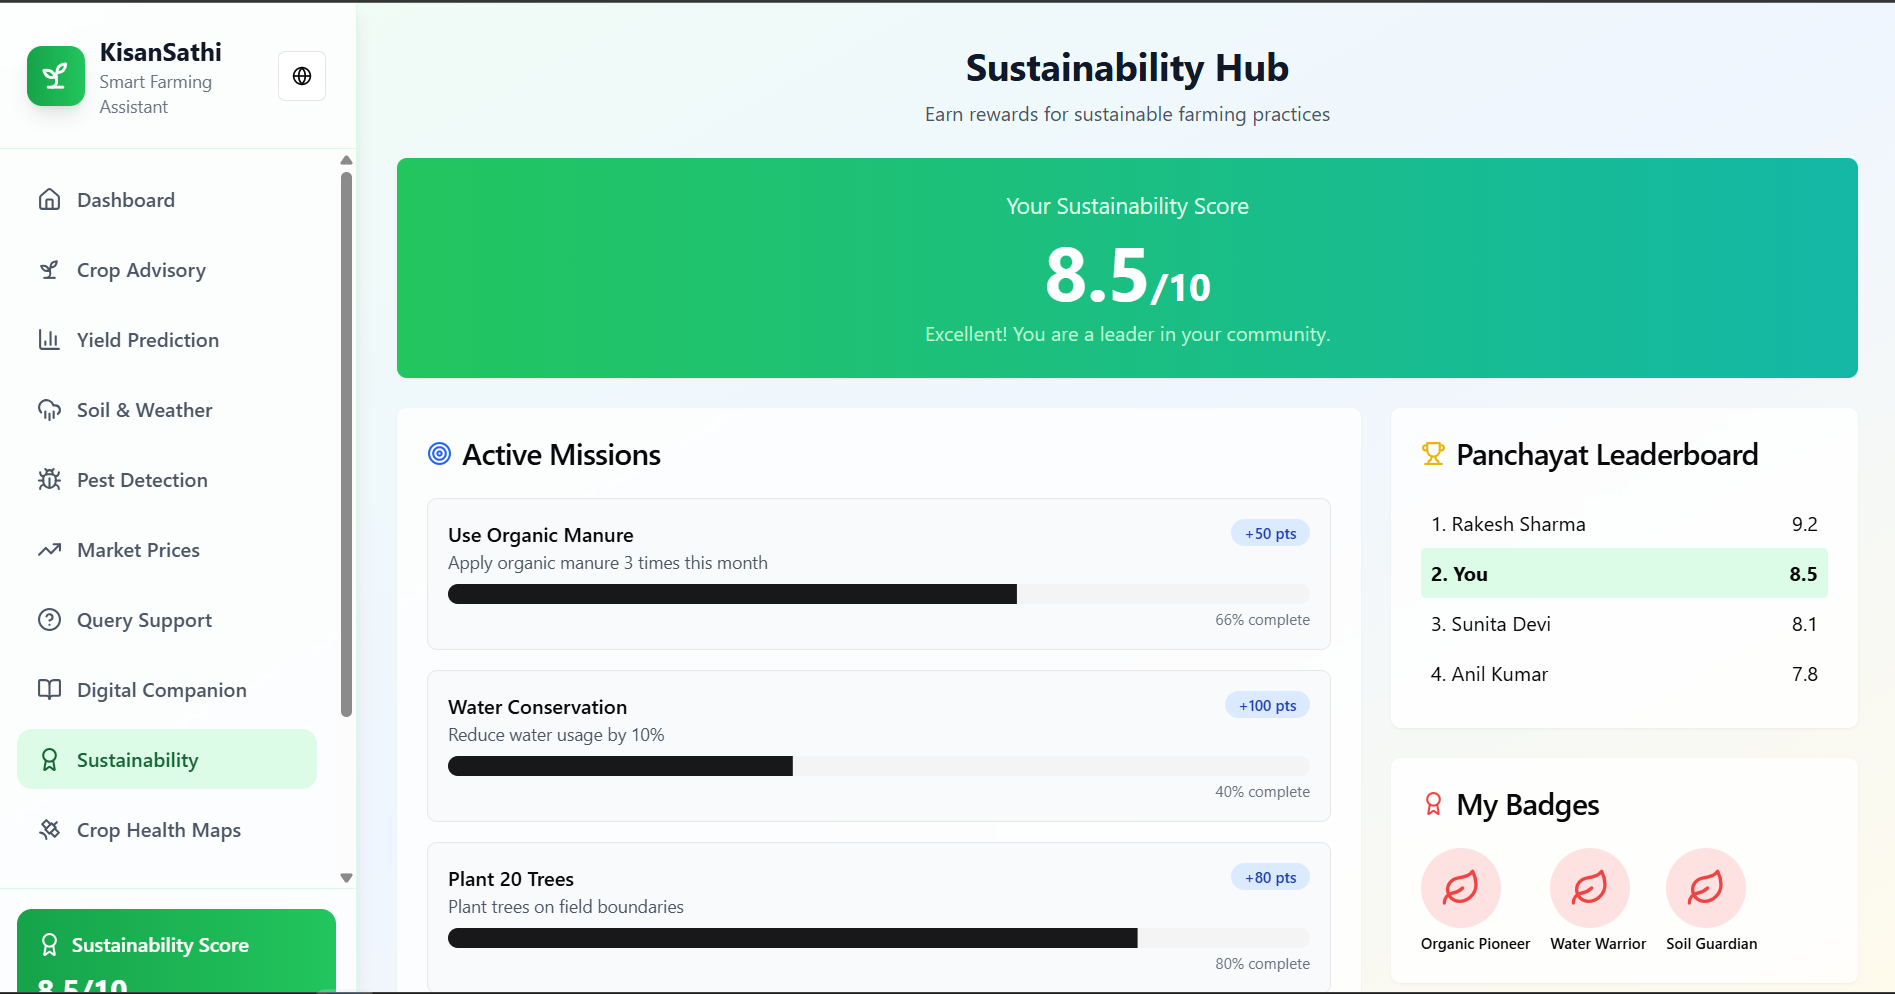 KisanSathi
Smart Farming
Assistant
Dashboard
Crop Advisory
Yield Prediction
Soil & Weather
Pest Detection
Market Prices
Query Support
Digital Companion
Sustainability
Crop Health Maps
Sustainability Score
8.5/10
Sustainability Hub
Earn rewards for sustainable farming practices
Your Sustainability Score
8.5/10
Excellent! You are a leader in your community.
Active Missions
Use Organic Manure
+50 pts
Apply organic manure 3 times this month
66% complete
Water Conservation
+100 pts
Reduce water usage by 10%
40% complete
Plant 20 Trees
+80 pts
Plant trees on field boundaries
80% complete
Panchayat Leaderboard
1. Rakesh Sharma 9.2
2. You 8.5
3. Sunita Devi 8.1
4. Anil Kumar 7.8
My Badges
Organic Pioneer
Water Warrior
Soil Guardian